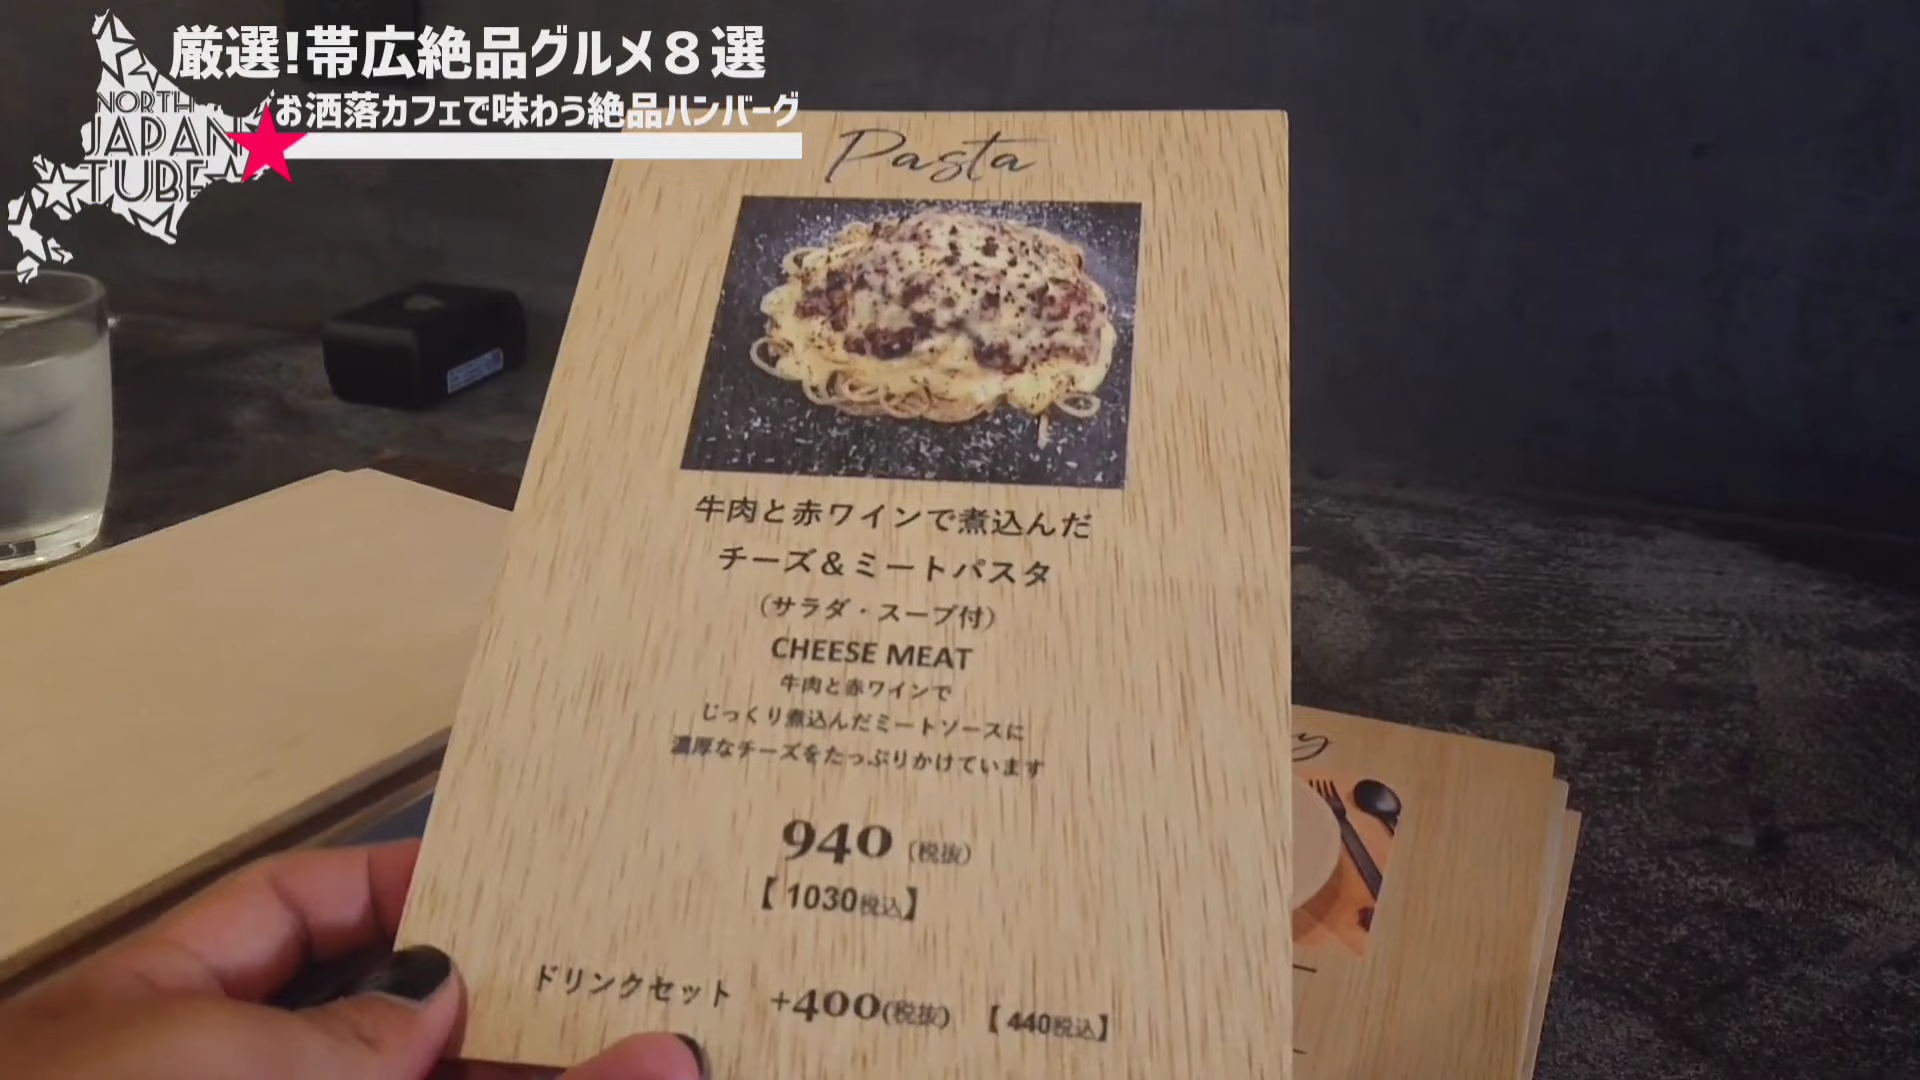 厳選!帯広絶品グルメ8選
お洒落カフェで味わう絶品ハンバーグ
NORTH
JAPAN
TUBE
Pasta
牛肉と赤ワインで煮込んだ
チーズ&ミートパスタ
(サラダ・スープ付)
CHEESE MEAT
牛肉と赤ワインで
じっくり煮込んだミートソースに
濃厚なチーズをたっぷりかけています
940 (税抜)
【1030税込】
ドリンクセット +400(税抜) 【440税込】